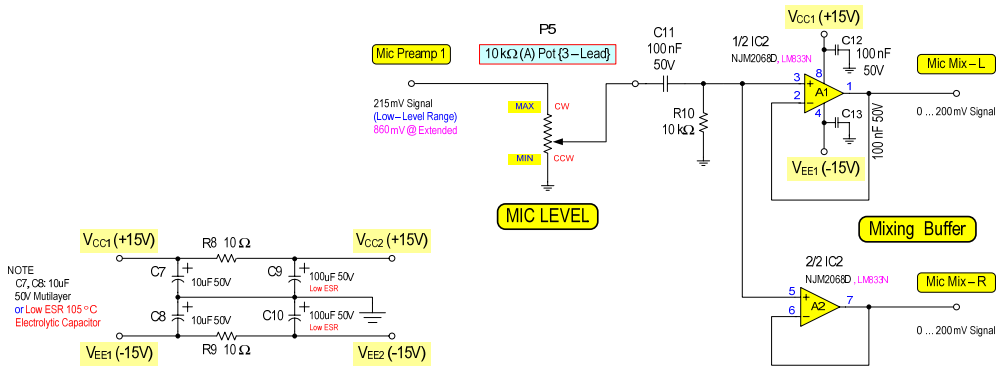 P5
Mic Preamp 1
10 kΩ (A) Pot {3–Lead}
C11
100 nF
50V
1/2 IC2
NJM2068D, LM833N
VCC1 (+15V)
C12
100 nF
50V
Mic Mix – L
215mV Signal
(Low–Level Range)
860mV @ Extended
MAX
CW
MIN
CCW
R10
10 kΩ
3
2
8
A1
1
4
C13
100 nF 50V
0 ... 200mV Signal
VEE1 (-15V)
MIC LEVEL
Mixing Buffer
VCC1 (+15V)
R8 10 Ω
VCC2 (+15V)
NOTE
C7, C8: 10uF
50V Mutilayer
or Low ESR 105 °C
Electrolytic Capacitor
C7
+
10uF 50V
C9
+
100uF 50V
Low ESR
C8
+
10uF 50V
C10
+
100uF 50V
Low ESR
VEE1 (-15V)
R9 10 Ω
VEE2 (-15V)
2/2 IC2
NJM2068D, LM833N
5
6
A2
7
Mic Mix – R
0 ... 200mV Signal